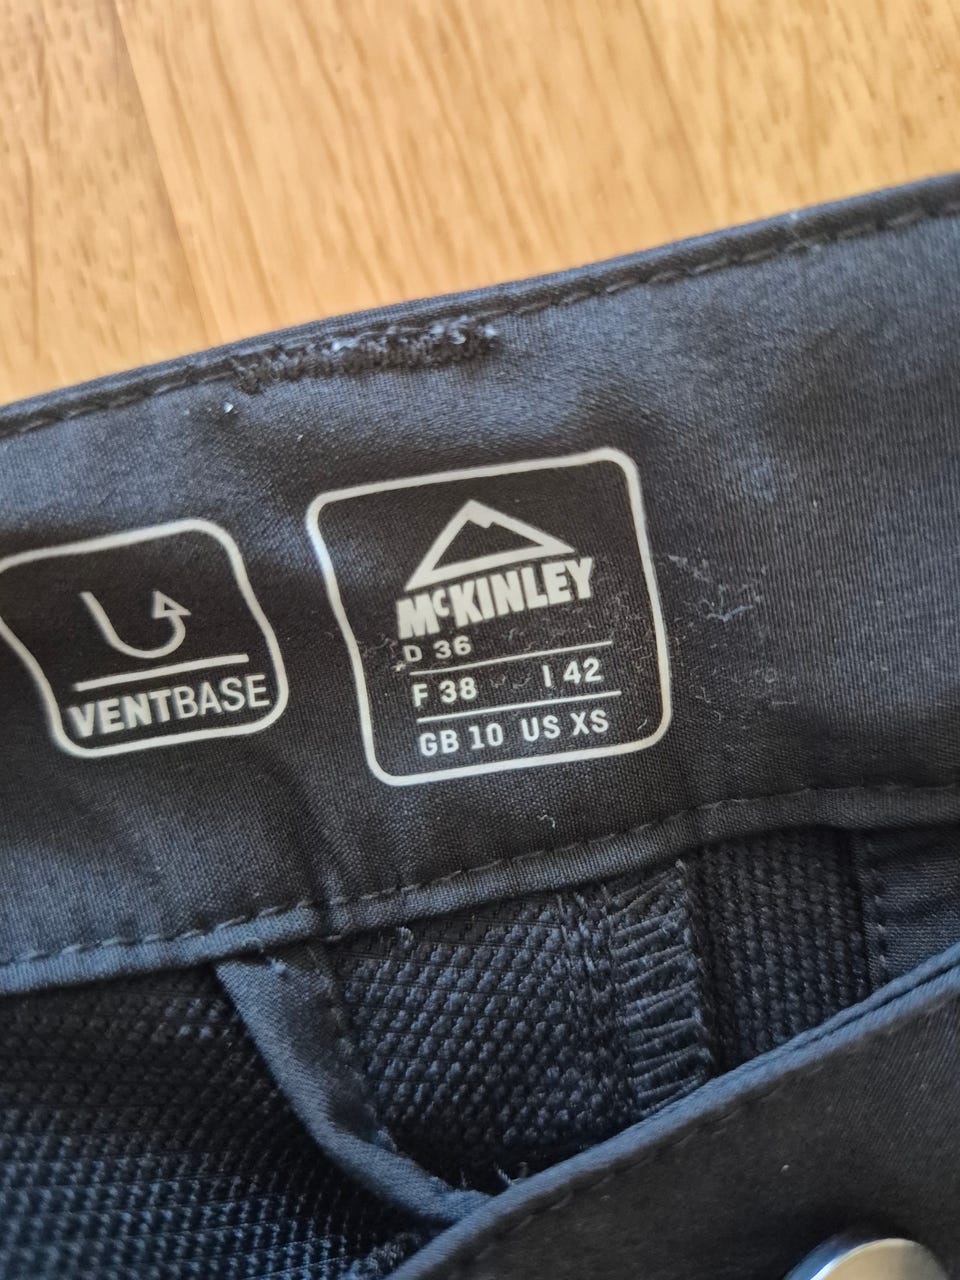 VENTBASE
McKINLEY
D 36
F 38 I 42
GB 10 US XS